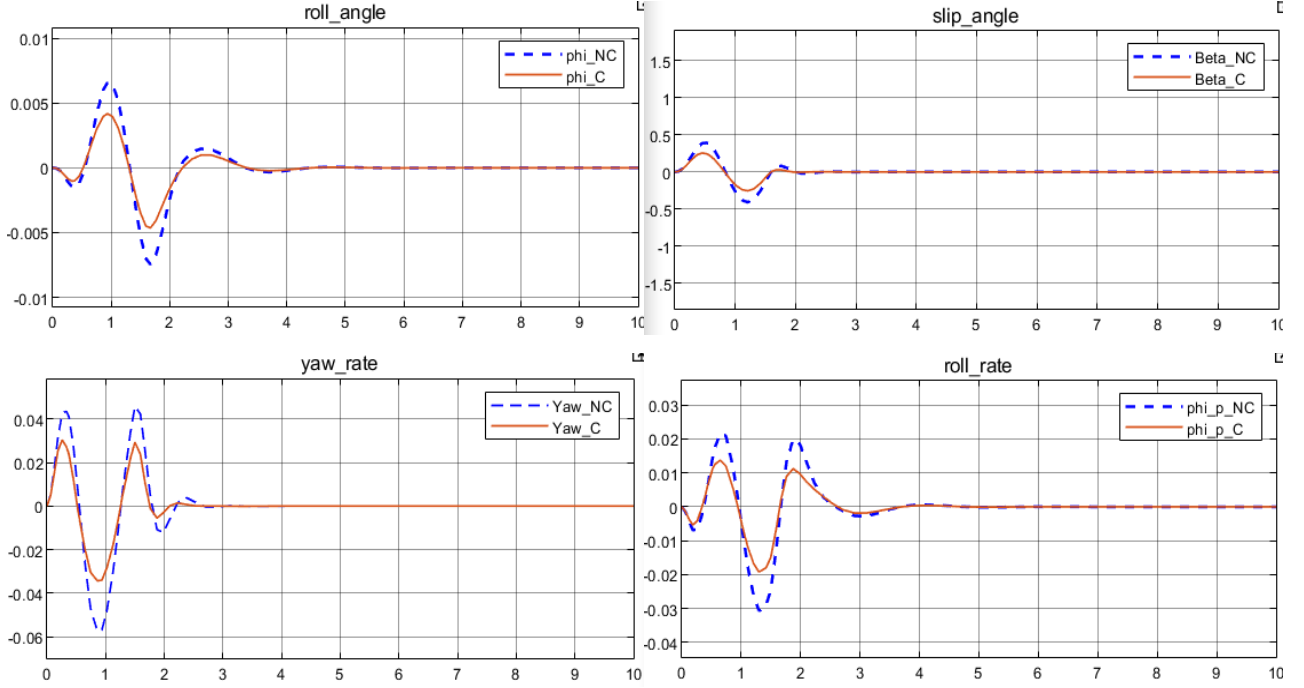 roll_angle
0.01
0.005
0
-0.005
-0.01
phi_NC
phi_C
0 1 2 3 4 5 6 7 8 9 10
slip_angle
1.5
1
0.5
0
-0.5
-1
-1.5
Beta_NC
Beta_C
0 1 2 3 4 5 6 7 8 9 10
yaw_rate
0.04
0.02
0
-0.02
-0.04
-0.06
Yaw_NC
Yaw_C
0 1 2 3 4 5 6 7 8 9 10
roll_rate
0.03
0.02
0.01
0
-0.01
-0.02
-0.03
-0.04
phi_p_NC
phi_p_C
0 1 2 3 4 5 6 7 8 9 10